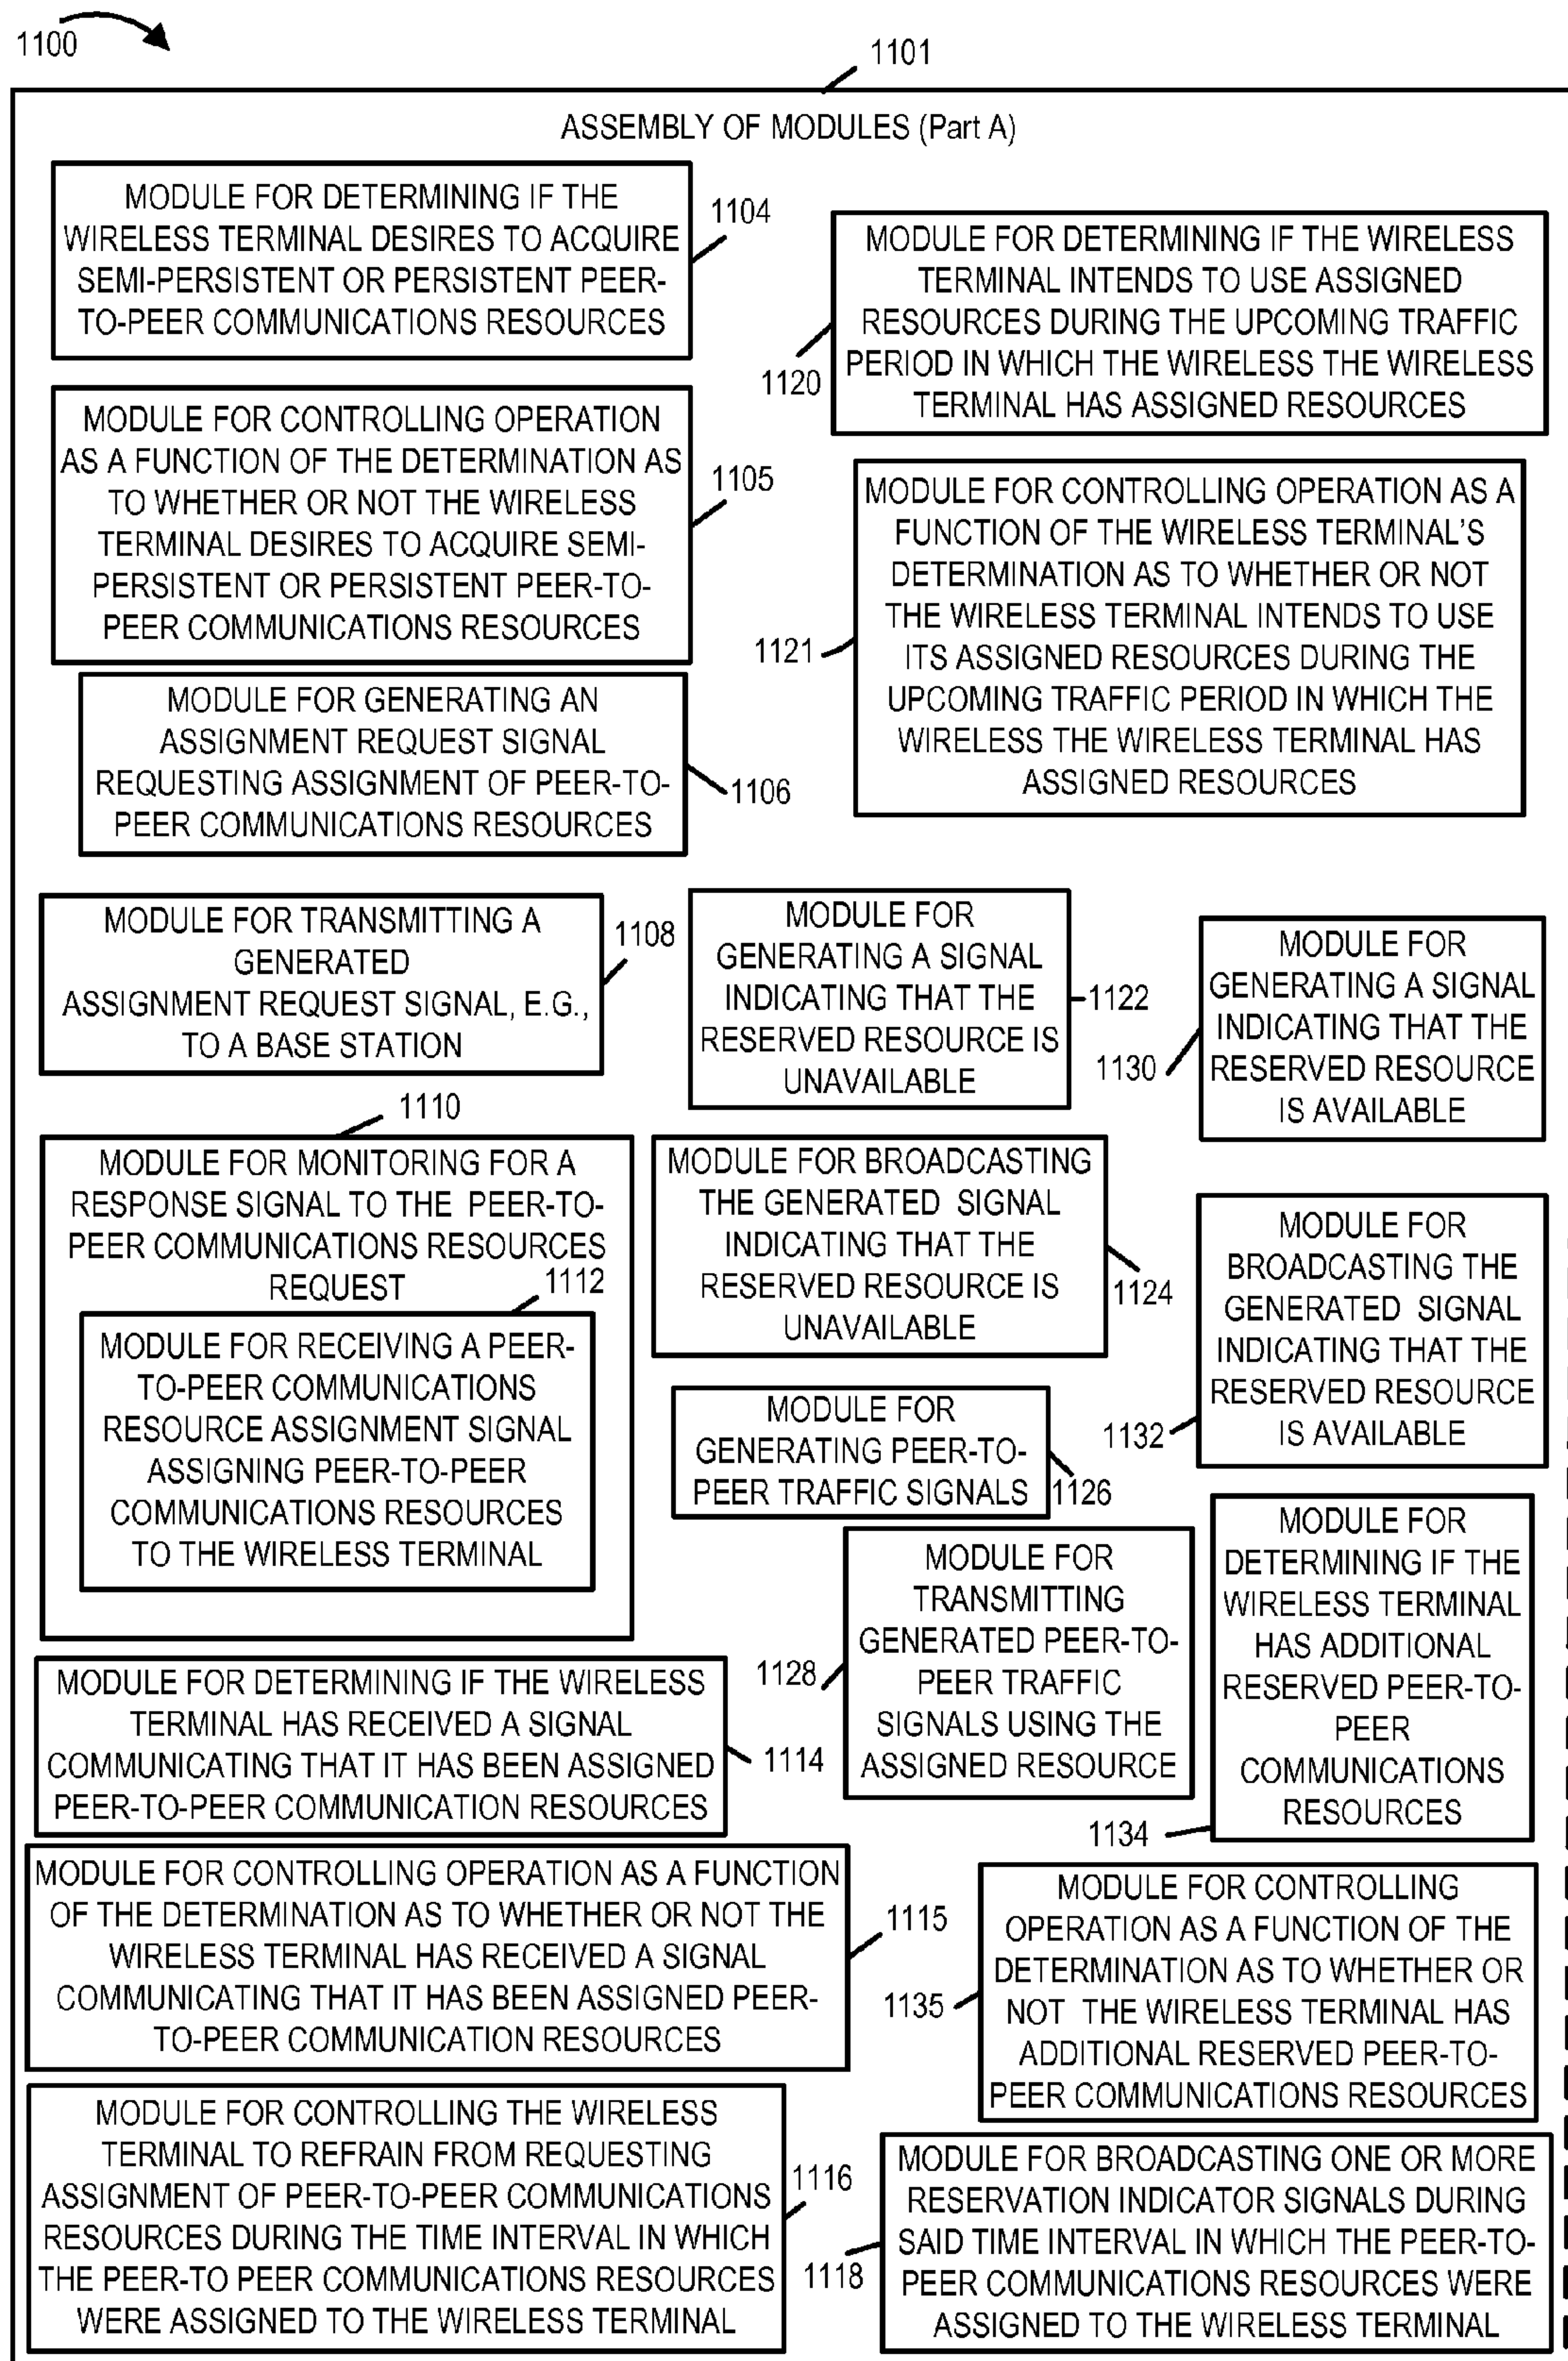 1100
1101
ASSEMBLY OF MODULES (Part A)
MODULE FOR DETERMINING IF THE
WIRELESS TERMINAL DESIRES TO ACQUIRE
SEMI-PERSISTENT OR PERSISTENT PEER-
TO-PEER COMMUNICATIONS RESOURCES
1104
MODULE FOR CONTROLLING OPERATION
AS A FUNCTION OF THE DETERMINATION AS
TO WHETHER OR NOT THE WIRELESS
TERMINAL DESIRES TO ACQUIRE SEMI-
PERSISTENT OR PERSISTENT PEER-TO-
PEER COMMUNICATIONS RESOURCES
1105
MODULE FOR GENERATING AN
ASSIGNMENT REQUEST SIGNAL
REQUESTING ASSIGNMENT OF PEER-TO-
PEER COMMUNICATIONS RESOURCES
1106
MODULE FOR TRANSMITTING A
GENERATED
ASSIGNMENT REQUEST SIGNAL, E.G.,
TO A BASE STATION
1108
1110
MODULE FOR MONITORING FOR A
RESPONSE SIGNAL TO THE PEER-TO-
PEER COMMUNICATIONS RESOURCES
REQUEST
1112
MODULE FOR RECEIVING A PEER-
TO-PEER COMMUNICATIONS
RESOURCE ASSIGNMENT SIGNAL
ASSIGNING PEER-TO-PEER
COMMUNICATIONS RESOURCES
TO THE WIRELESS TERMINAL
MODULE FOR DETERMINING IF THE WIRELESS
TERMINAL HAS RECEIVED A SIGNAL
COMMUNICATING THAT IT HAS BEEN ASSIGNED
PEER-TO-PEER COMMUNICATION RESOURCES
1114
MODULE FOR CONTROLLING OPERATION AS A FUNCTION
OF THE DETERMINATION AS TO WHETHER OR NOT THE
WIRELESS TERMINAL HAS RECEIVED A SIGNAL
COMMUNICATING THAT IT HAS BEEN ASSIGNED PEER-
TO-PEER COMMUNICATION RESOURCES
1115
MODULE FOR CONTROLLING THE WIRELESS
TERMINAL TO REFRAIN FROM REQUESTING
ASSIGNMENT OF PEER-TO-PEER COMMUNICATIONS
RESOURCES DURING THE TIME INTERVAL IN WHICH
THE PEER-TO PEER COMMUNICATIONS RESOURCES
WERE ASSIGNED TO THE WIRELESS TERMINAL
1116
MODULE FOR DETERMINING IF THE WIRELESS
TERMINAL INTENDS TO USE ASSIGNED
RESOURCES DURING THE UPCOMING TRAFFIC
PERIOD IN WHICH THE WIRELESS THE WIRELESS
TERMINAL HAS ASSIGNED RESOURCES
1120
MODULE FOR CONTROLLING OPERATION AS A
FUNCTION OF THE WIRELESS TERMINAL'S
DETERMINATION AS TO WHETHER OR NOT
THE WIRELESS TERMINAL INTENDS TO USE
ITS ASSIGNED RESOURCES DURING THE
UPCOMING TRAFFIC PERIOD IN WHICH THE
WIRELESS THE WIRELESS TERMINAL HAS
ASSIGNED RESOURCES
1121
MODULE FOR
GENERATING A SIGNAL
INDICATING THAT THE
RESERVED RESOURCE IS
UNAVAILABLE
1122
MODULE FOR BROADCASTING
THE GENERATED SIGNAL
INDICATING THAT THE
RESERVED RESOURCE IS
UNAVAILABLE
1124
MODULE FOR
GENERATING PEER-TO-
PEER TRAFFIC SIGNALS
1126
MODULE FOR
TRANSMITTING
GENERATED PEER-TO-
PEER TRAFFIC
SIGNALS USING THE
ASSIGNED RESOURCE
1128
MODULE FOR
GENERATING A SIGNAL
INDICATING THAT THE
RESERVED RESOURCE
IS AVAILABLE
1130
MODULE FOR
BROADCASTING THE
GENERATED SIGNAL
INDICATING THAT THE
RESERVED RESOURCE
IS AVAILABLE
1132
MODULE FOR
DETERMINING IF THE
WIRELESS TERMINAL
HAS ADDITIONAL
RESERVED PEER-TO-
PEER
COMMUNICATIONS
RESOURCES
1134
MODULE FOR CONTROLLING
OPERATION AS A FUNCTION OF THE
DETERMINATION AS TO WHETHER OR
NOT THE WIRELESS TERMINAL HAS
ADDITIONAL RESERVED PEER-TO-
PEER COMMUNICATIONS RESOURCES
1135
MODULE FOR BROADCASTING ONE OR MORE
RESERVATION INDICATOR SIGNALS DURING
SAID TIME INTERVAL IN WHICH THE PEER-TO-
PEER COMMUNICATIONS RESOURCES WERE
ASSIGNED TO THE WIRELESS TERMINAL
1118